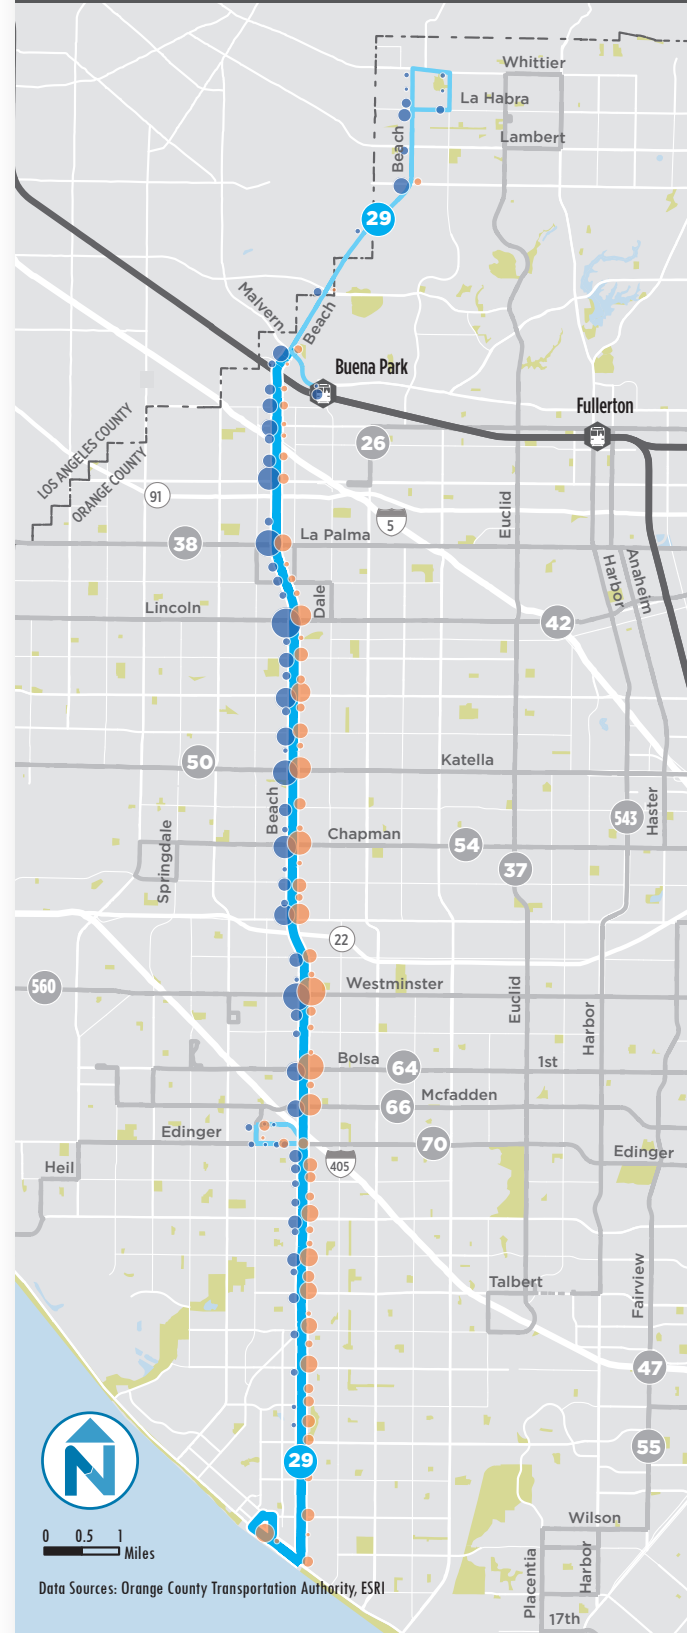 Whittier
La Habra
Beach
Lambert
29
Malvern
Beach
Buena Park
Fullerton
LOS ANGELES COUNTY
ORANGE COUNTY
26
91
5
Euclid
38
La Palma
Harbor
Anaheim
Dale
Lincoln
42
50
Katella
Beach
Haster
543
Springdale
Chapman
54
37
22
560
Westminster
Euclid
Harbor
Bolsa
64
1st
66
Mcfadden
Edinger
70
Edinger
Heil
405
Talbert
Fairview
47
N
29
55
0 0.5 1
Miles
Wilson
Placentia
Harbor
17th
Data Sources: Orange County Transportation Authority, ESRI